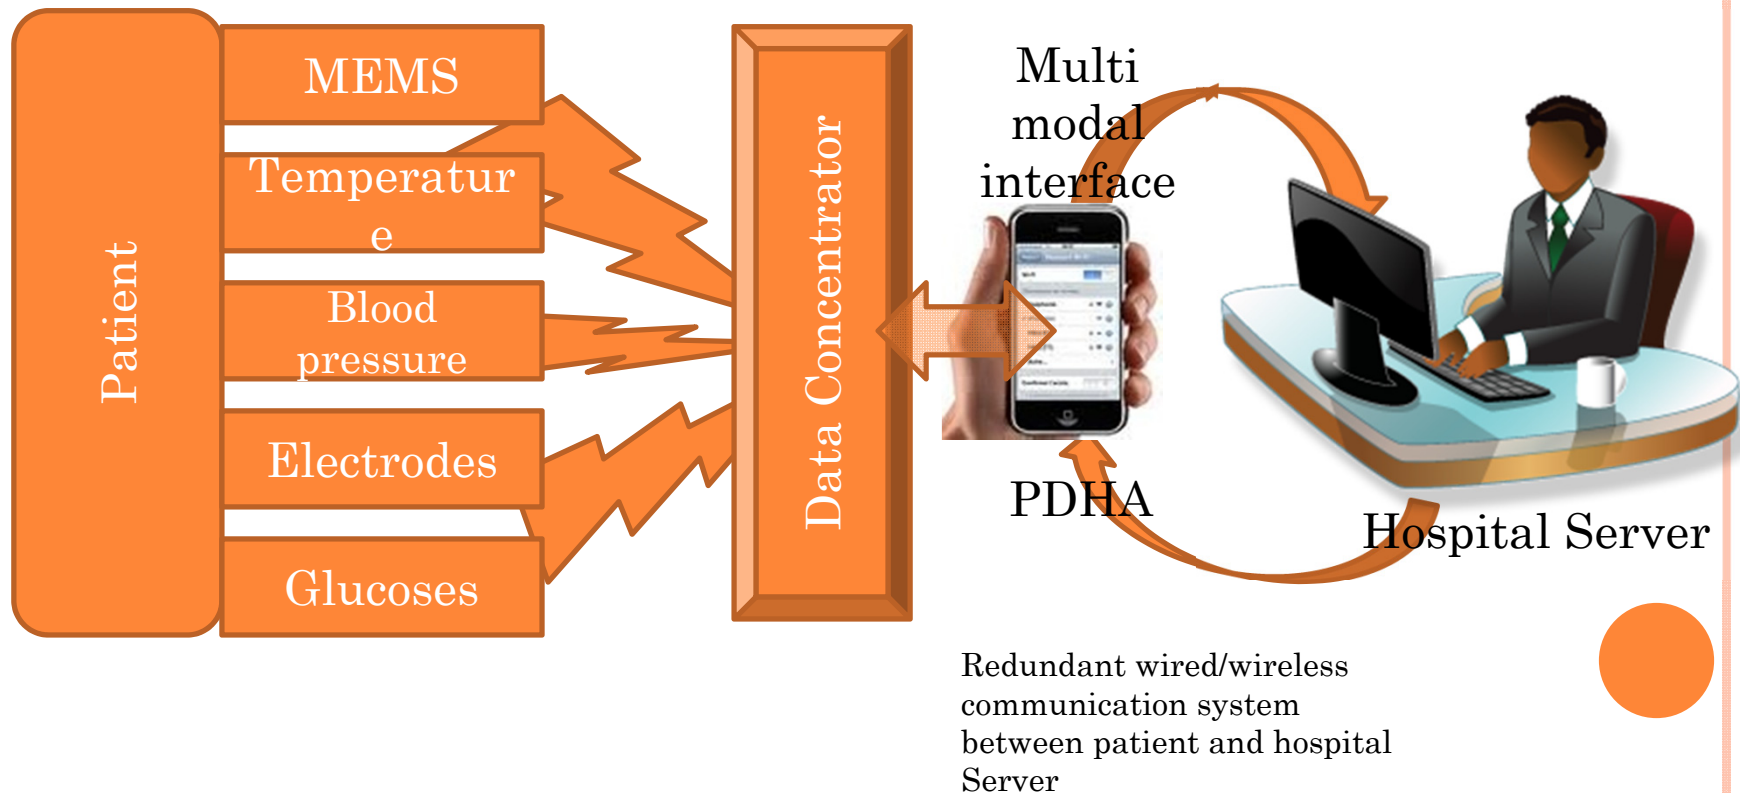 Patient
MEMS
Temperatur
e
Blood
pressure
Electrodes
Glucoses
Data Concentrator
Multi
modal
interface
PDHA
Hospital Server
Redundant wired/wireless
communication system
between patient and hospital
Server